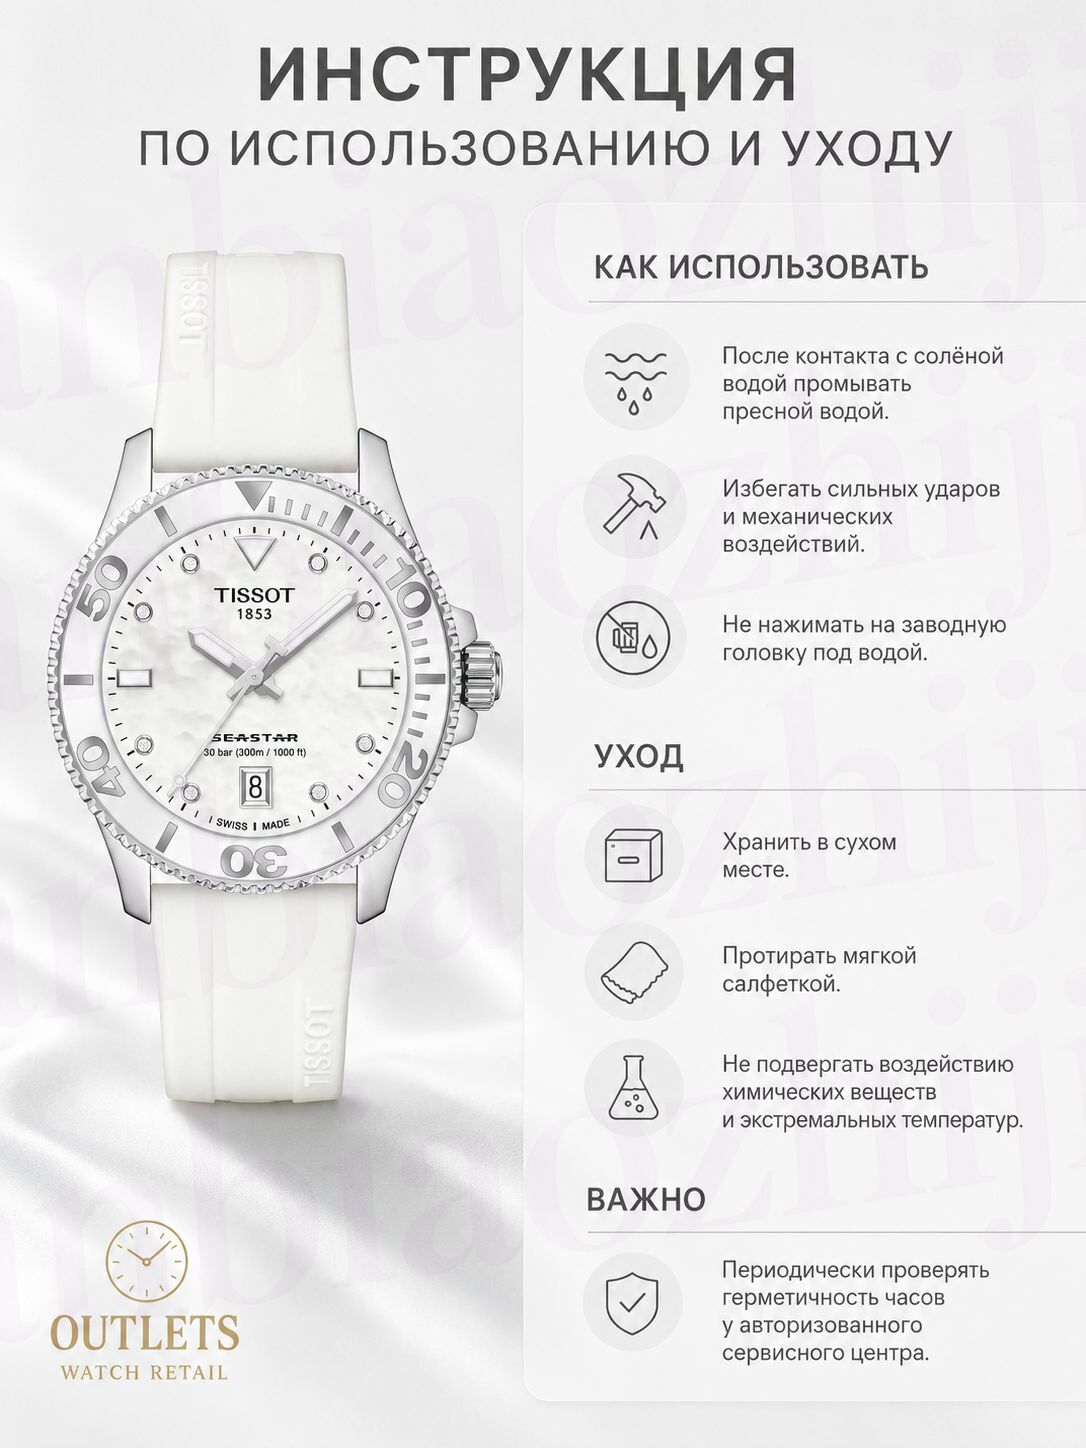 ИНСТРУКЦИЯ
ПО ИСПОЛЬЗОВАНИЮ И УХОДУ
TISSOT
50
10
40
20
30
TISSOT
1853
SEASTAR
30 bar (300m / 1000 ft)
8
SWISS MADE
TISSOT
OUTLETS
WATCH RETAIL
КАК ИСПОЛЬЗОВАТЬ
После контакта с солёной
водой промывать
пресной водой.
Избегать сильных ударов
и механических
воздействий.
Не нажимать на заводную
головку под водой.
УХОД
Хранить в сухом
месте.
Протирать мягкой
салфеткой.
Не подвергать воздействию
химических веществ
и экстремальных температур.
ВАЖНО
Периодически проверять
герметичность часов
у авторизованного
сервисного центра.